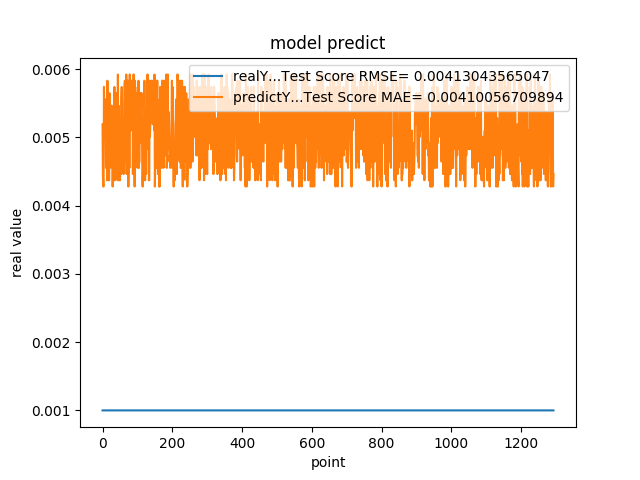 model predict
realY...Test Score RMSE= 0.00413043565047
predictY...Test Score MAE= 0.00410056709894
0.006
0.005
0.004
0.003
0.002
0.001
real value
0 200 400 600 800 1000 1200
point